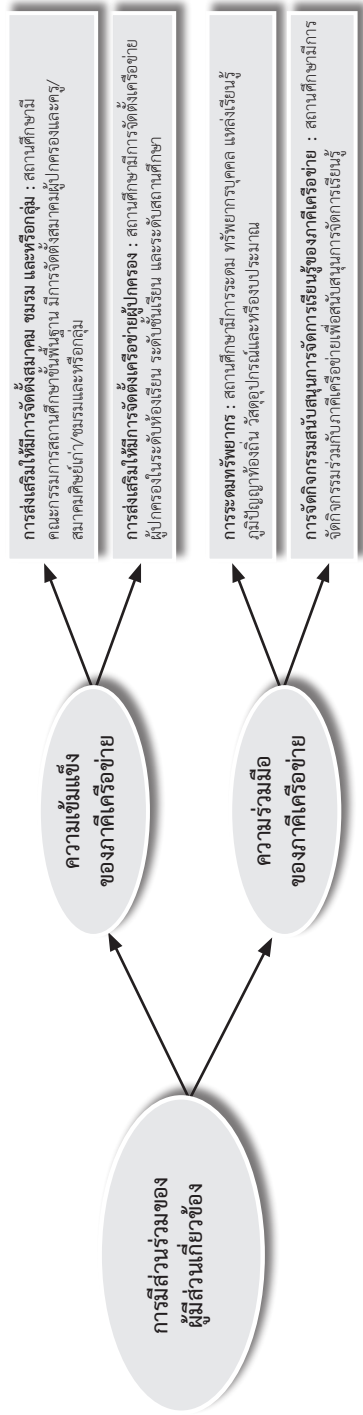 การมีส่วนร่วมของ
ผู้มีส่วนเกี่ยวข้อง
ความเข้มแข็ง
ของภาคีเครือข่าย
การส่งเสริมให้มีการจัดตั้งสมาคม ชมรม และหรือกลุ่ม : สถานศึกษามี
คณะกรรมการสถานศึกษาขั้นพื้นฐาน มีการจัดตั้งสมาคมผู้ปกครองและครู/
สมาคมศิษย์เก่า/ชมรมและหรือกลุ่ม
การส่งเสริมให้มีการจัดตั้งเครือข่ายผู้ปกครอง : สถานศึกษามีการจัดตั้งเครือข่าย
ผู้ปกครองในระดับห้องเรียน ระดับชั้นเรียน และระดับสถานศึกษา
ความร่วมมือ
ของภาคีเครือข่าย
การระดมทรัพยากร : สถานศึกษามีการระดม ทรัพยากรบุคคล แหล่งเรียนรู้
ภูมิปัญญาท้องถิ่น วัสดุอุปกรณ์และหรืองบประมาณ
การจัดกิจกรรมสนับสนุนการจัดการเรียนรู้ของภาคีเครือข่าย : สถานศึกษามีการ
จัดกิจกรรมร่วมกับภาคีเครือข่ายเพื่อสนับสนุนการจัดการเรียนรู้